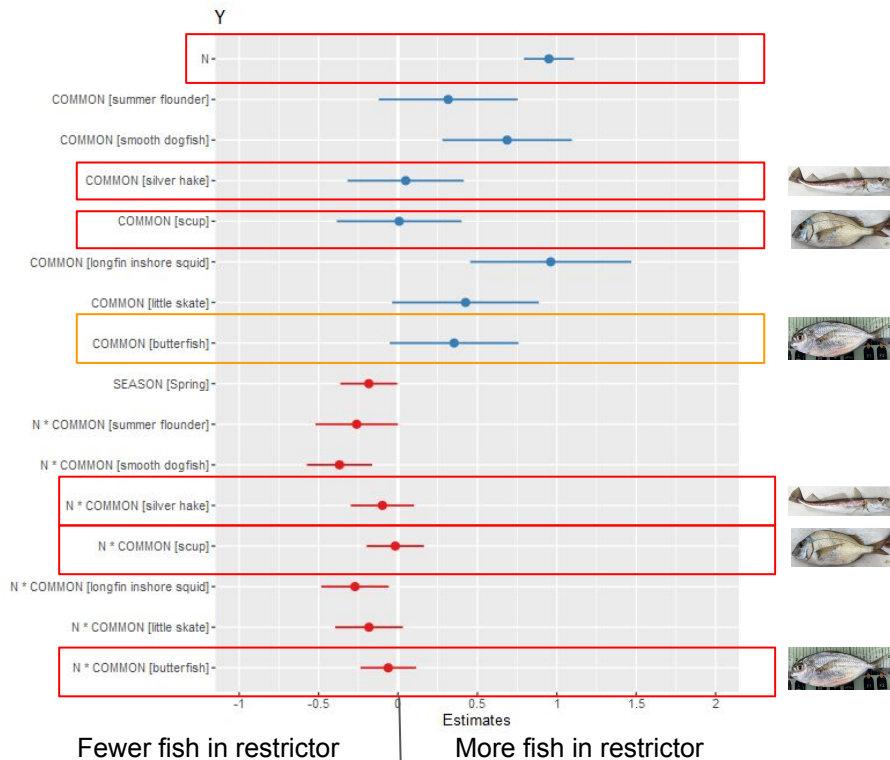 Y
N
COMMON [summer flounder]
COMMON [smooth dogfish]
COMMON [silver hake]
COMMON [scup]
COMMON [longfin inshore squid]
COMMON [little skate]
COMMON [butterfish]
SEASON [Spring]
N * COMMON [summer flounder]
N * COMMON [smooth dogfish]
N * COMMON [silver hake]
N * COMMON [scup]
N * COMMON [longfin inshore squid]
N * COMMON [little skate]
N * COMMON [butterfish]
-1 -0.5 0 0.5 1 1.5 2
Estimates
Fewer fish in restrictor More fish in restrictor